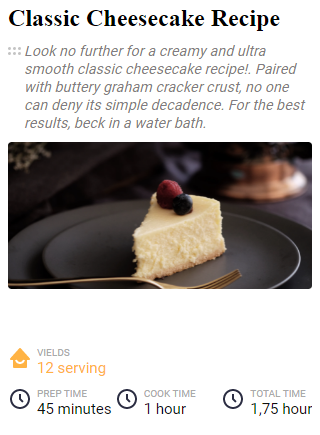 Classic Cheesecake Recipe
Look no further for a creamy and ultra
smooth classic cheesecake recipe!. Paired
with buttery graham cracker crust, no one
can deny its simple decadence. For the best
results, beck in a water bath.
VIELDS
12 serving
PREP TIME
45 minutes
COOK TIME
1 hour
TOTAL TIME
1,75 hour